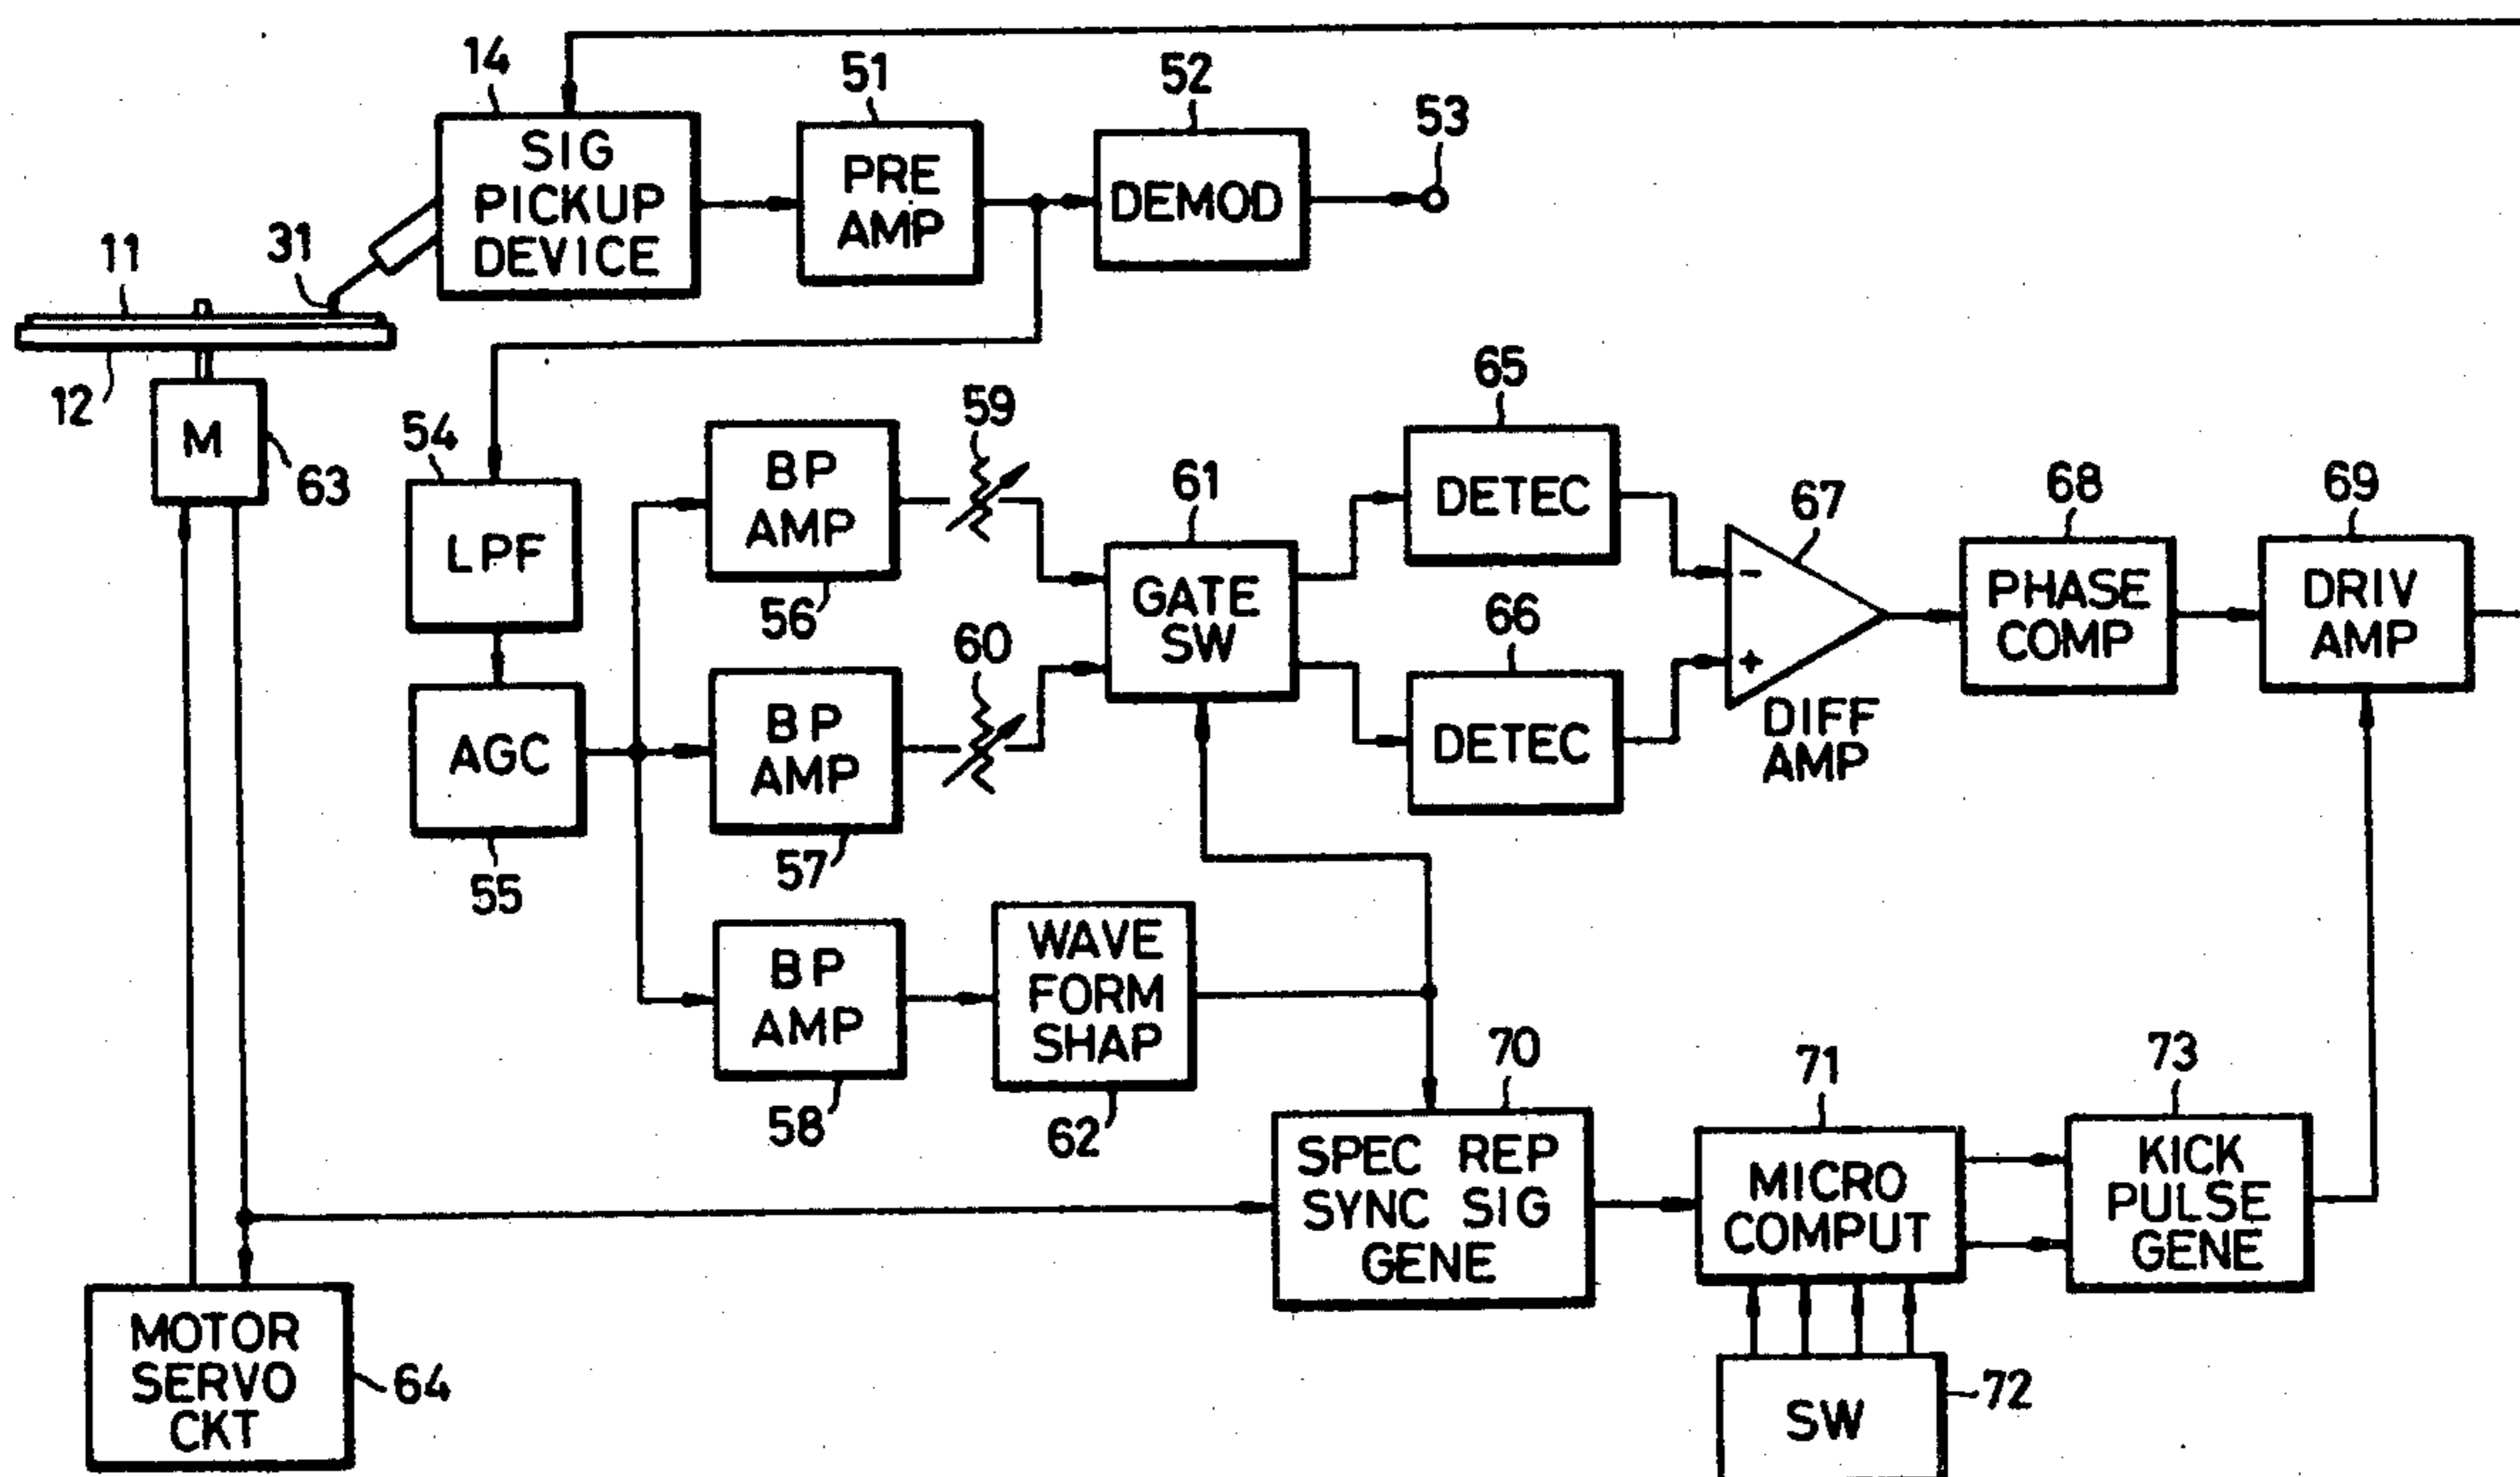 14
51
52
53
SIG
PICKUP
DEVICE
PRE
AMP
DEMOD
11
31
12
M
63
54
LPF
AGC
55
BP
AMP
56
59
BP
AMP
57
60
BP
AMP
58
61
GATE
SW
WAVE
FORM
SHAP
62
65
DETEC
66
DETEC
67
-
+
DIFF
AMP
68
PHASE
COMP
69
DRIV
AMP
70
SPEC REP
SYNC SIG
GENE
71
MICRO
COMPUT
73
KICK
PULSE
GENE
MOTOR
SERVO
CKT
64
SW
72